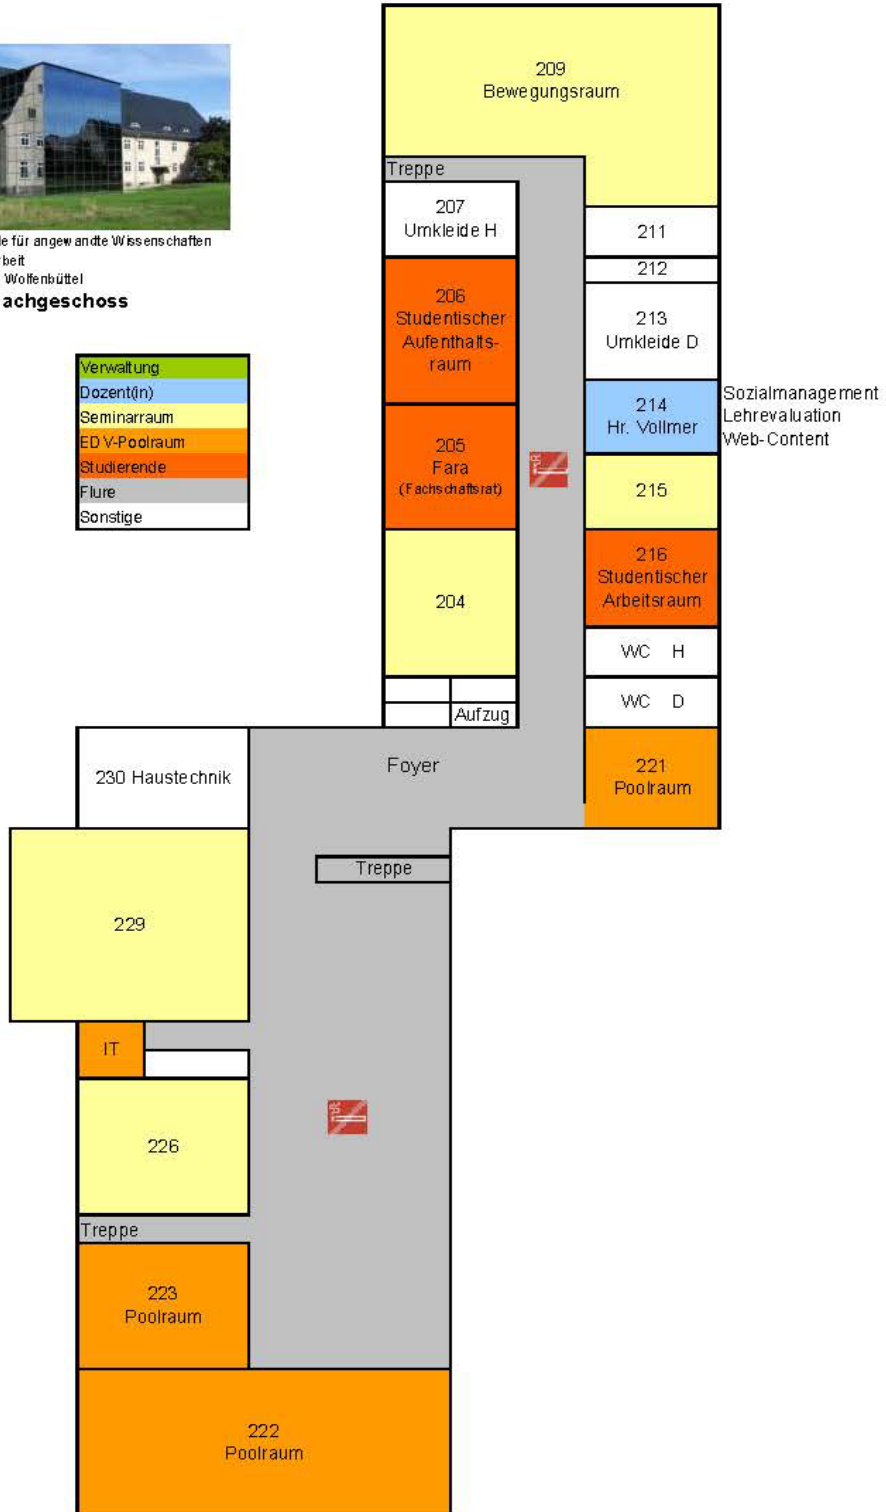 209
Bewegungsraum
Treppe
207
Umkleide H
211
212
206
Studentischer
Aufenthalts-
raum
213
Umkleide D
für angewandte Wissenschaften
Wolfenbüttel
Verwaltung
Dozent(in)
Seminarraum
EDV-Poolraum
Studierende
Flure
Sonstige
214
Hr. Vollmer
Sozialmanagement
Lehrevaluation
Web-Content
205
Fara
(Fachschaftsrat)
215
216
Studentischer
Arbeitsraum
204
WC H
WC D
Aufzug
230 Haustechnik
Foyer
221
Poolraum
Treppe
229
IT
226
Treppe
223
Poolraum
222
Poolraum